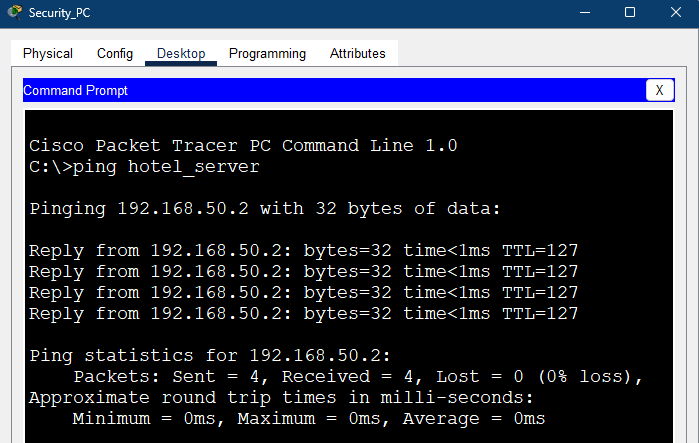 Security_PC
Physical Config Desktop Programming Attributes
Command Prompt X
Cisco Packet Tracer PC Command Line 1.0
C:\>ping hotel_server
Pinging 192.168.50.2 with 32 bytes of data:
Reply from 192.168.50.2: bytes=32 time<1ms TTL=127
Reply from 192.168.50.2: bytes=32 time<1ms TTL=127
Reply from 192.168.50.2: bytes=32 time<1ms TTL=127
Reply from 192.168.50.2: bytes=32 time<1ms TTL=127
Ping statistics for 192.168.50.2:
    Packets: Sent = 4, Received = 4, Lost = 0 (0% loss),
Approximate round trip times in milli-seconds:
    Minimum = 0ms, Maximum = 0ms, Average = 0ms